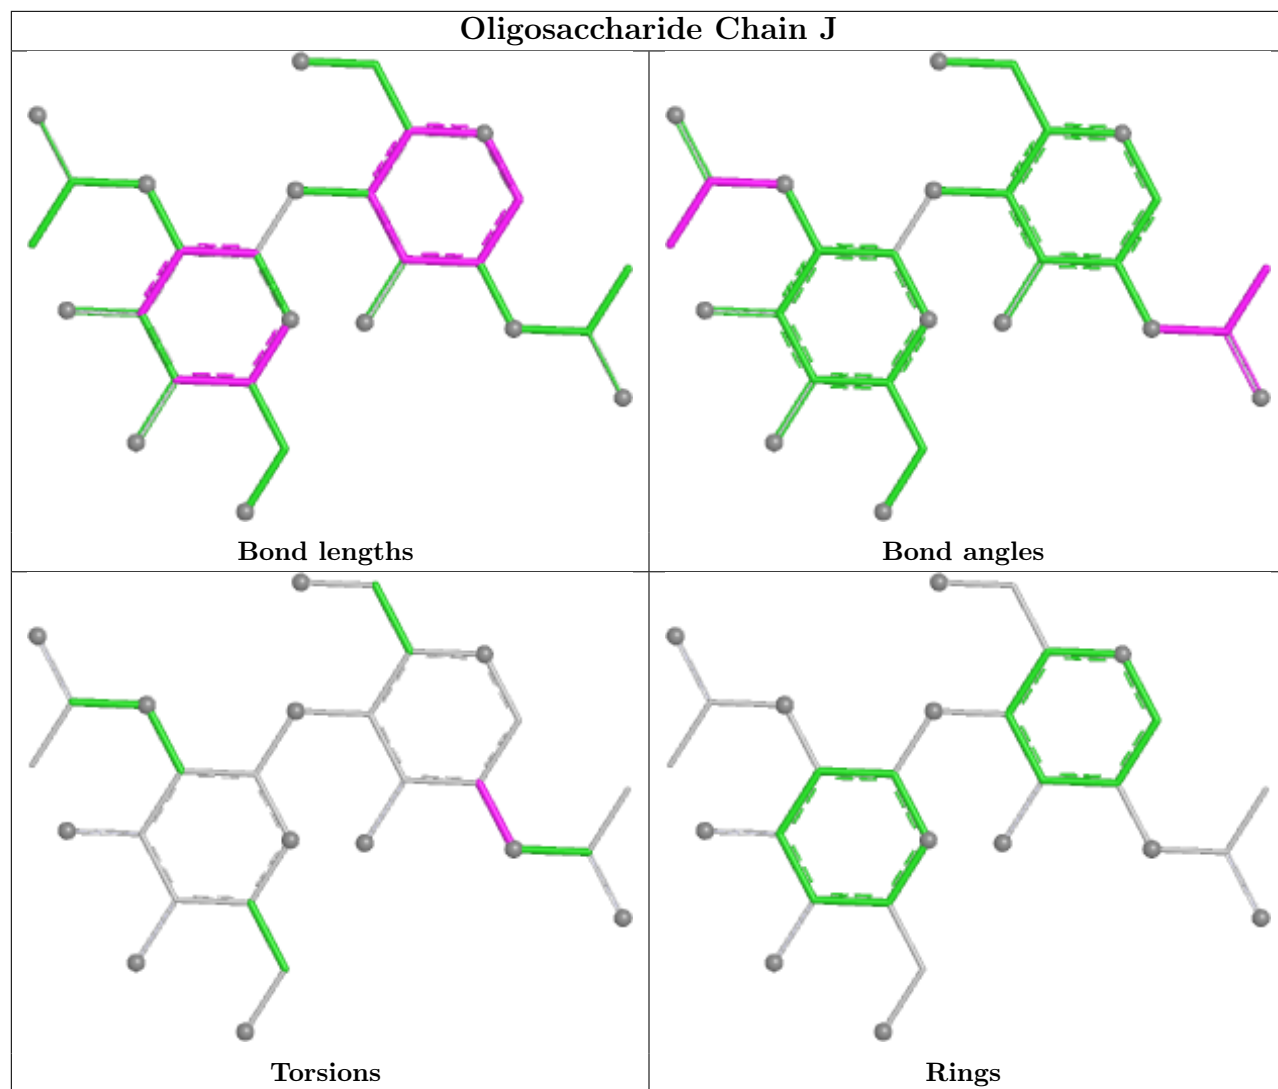 Oligosaccharide Chain J
Bond lengths
Bond angles
Torsions
Rings